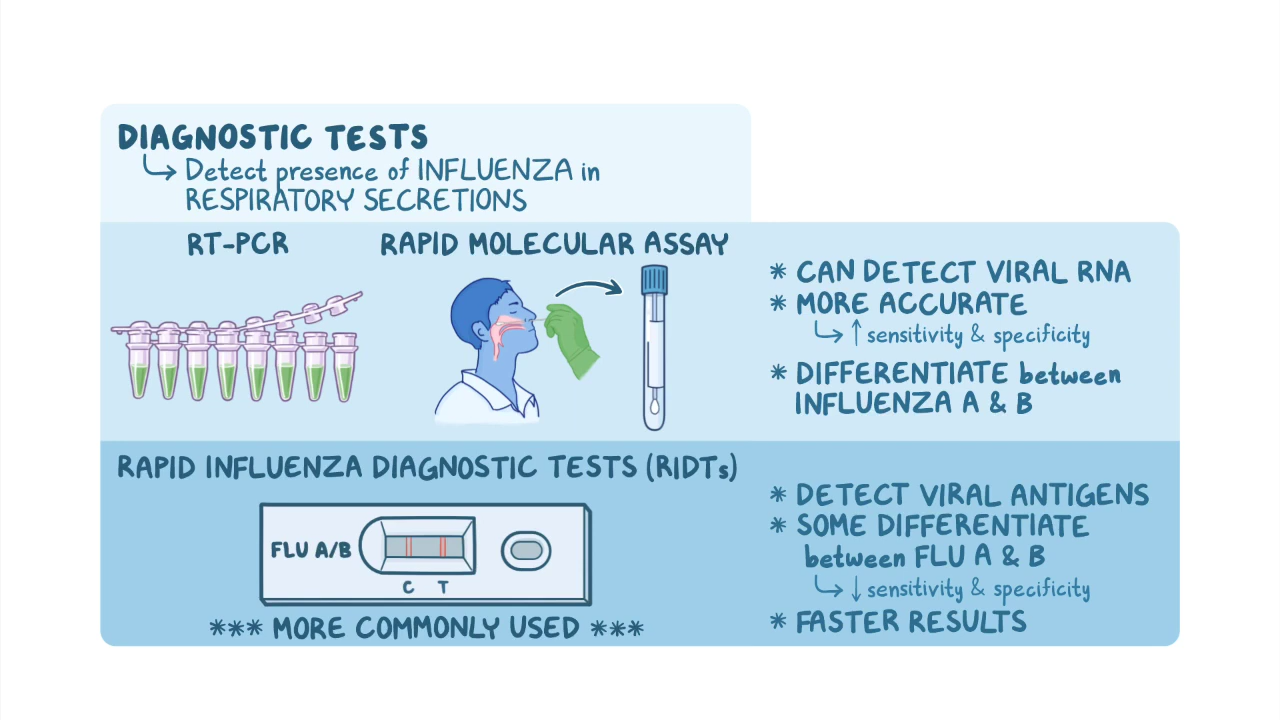 DIAGNOSTIC TESTS
↳ Detect presence of INFLUENZA in
RESPIRATORY SECRETIONS
RT-PCR
RAPID MOLECULAR ASSAY
* CAN DETECT VIRAL RNA
* MORE ACCURATE
↳ ↑ sensitivity & specificity
* DIFFERENTIATE between
INFLUENZA A & B
RAPID INFLUENZA DIAGNOSTIC TESTS (RIDTs)
FLU A/B
C T
*** MORE COMMONLY USED ***
* DETECT VIRAL ANTIGENS
* SOME DIFFERENTIATE
between FLU A & B
↳ ↓ sensitivity & specificity
* FASTER RESULTS